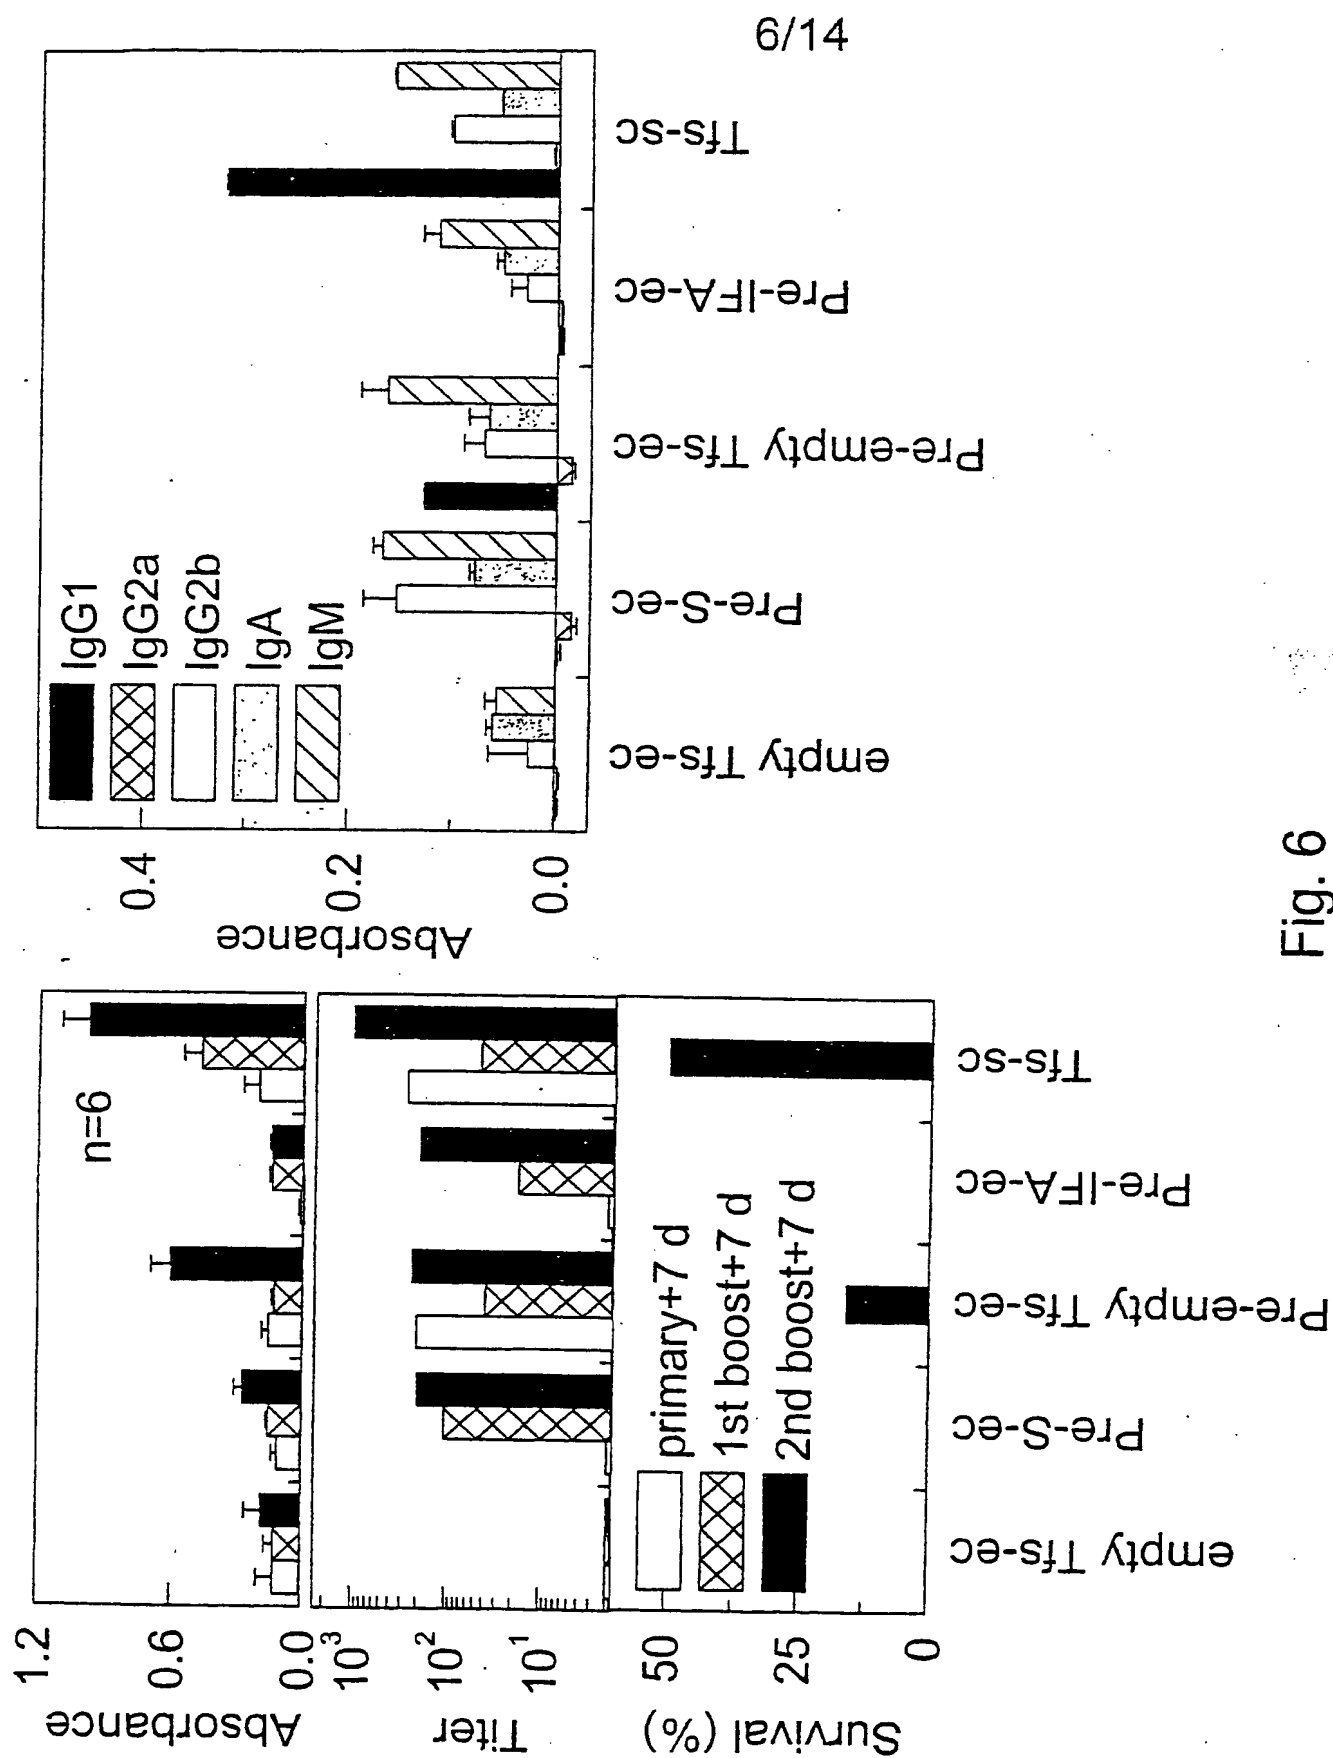 6/14
1.2
0.6
0.0
Absorbance
n=6
10³
10²
10¹
Titer
50
25
0
Survival (%)
primary+7 d
1st boost+7 d
2nd boost+7 d
empty Tfs-ec
Pre-S-ec
Pre-empty Tfs-ec
Pre-IFA-ec
Tfs-sc
0.4
0.2
0.0
Absorbance
IgG1
IgG2a
IgG2b
IgA
IgM
empty Tfs-ec
Pre-S-ec
Pre-empty Tfs-ec
Pre-IFA-ec
Tfs-sc
Fig. 6